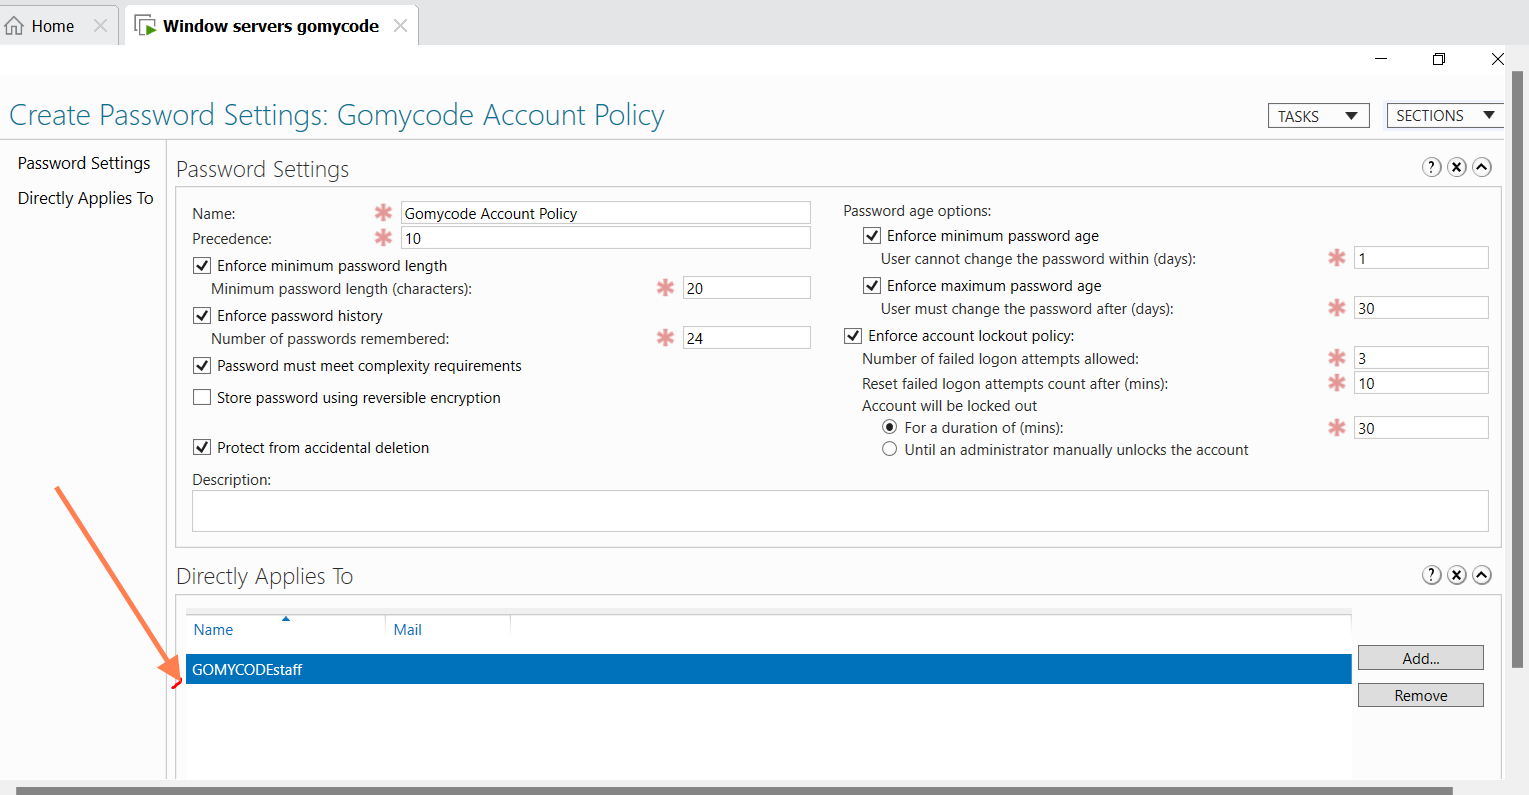 Home
Window servers gomycode
Create Password Settings: Gomycode Account Policy
TASKS
SECTIONS
Password Settings
Directly Applies To
Password Settings
Name:
Gomycode Account Policy
Precedence:
10
Enforce minimum password length
Minimum password length (characters):
20
Enforce password history
Number of passwords remembered:
24
Password must meet complexity requirements
Store password using reversible encryption
Protect from accidental deletion
Password age options:
Enforce minimum password age
User cannot change the password within (days):
1
Enforce maximum password age
User must change the password after (days):
30
Enforce account lockout policy:
Number of failed logon attempts allowed:
3
Reset failed logon attempts count after (mins):
10
Account will be locked out
For a duration of (mins):
30
Until an administrator manually unlocks the account
Description:
Directly Applies To
Name
Mail
GOMYCODEstaff
Add...
Remove